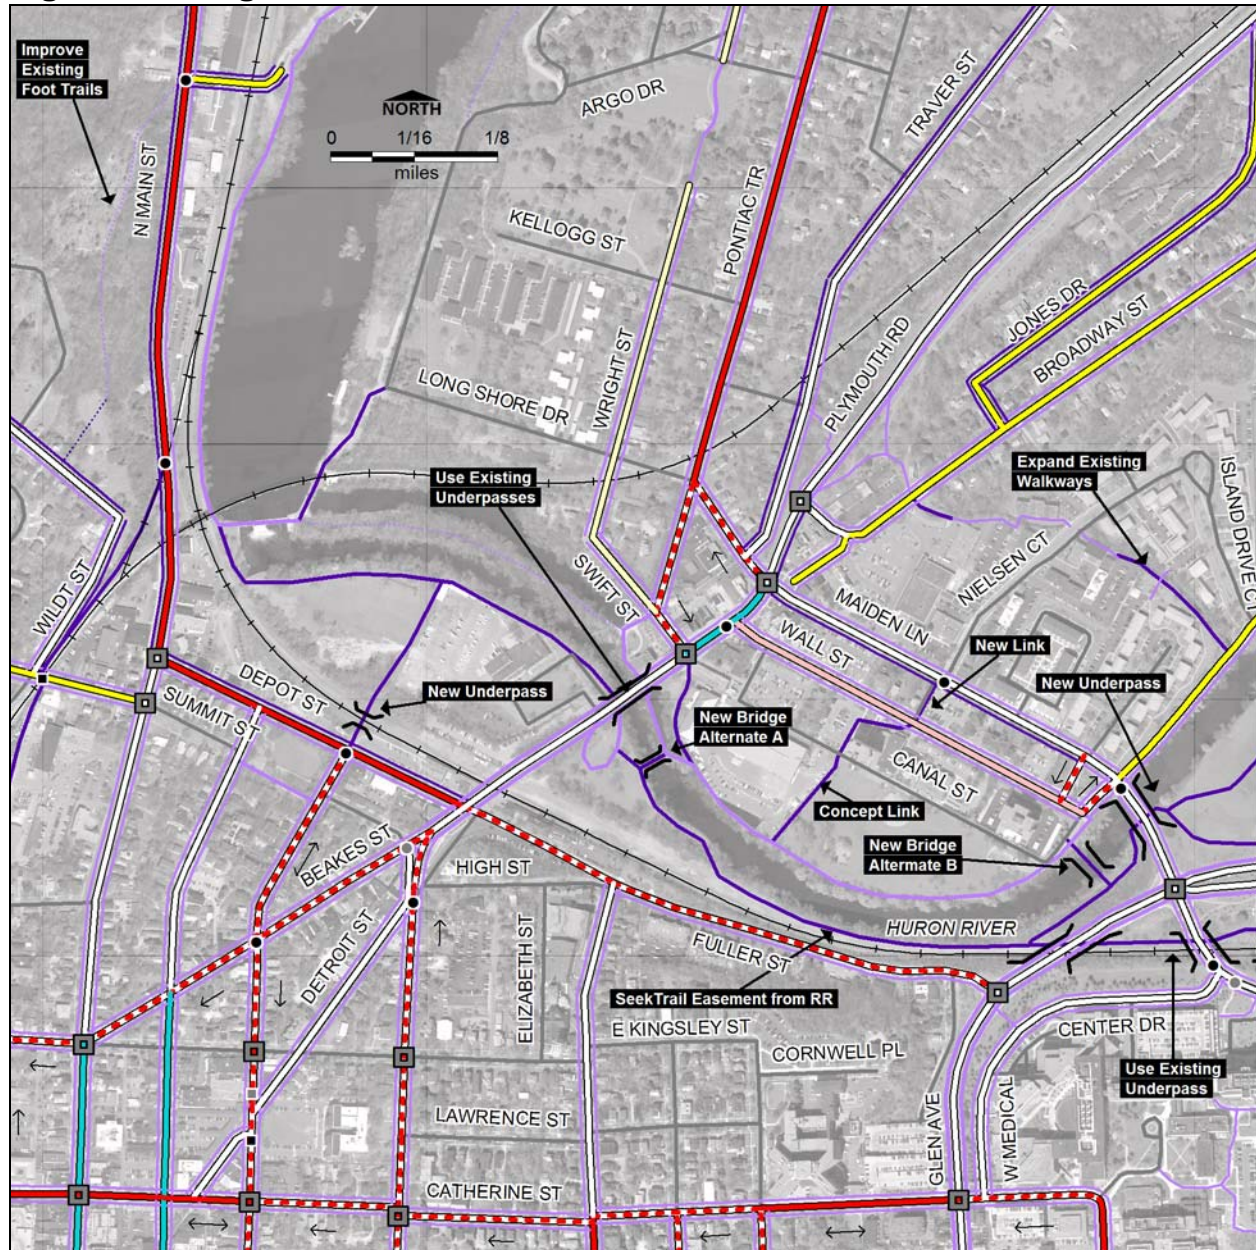 Improve
Existing
Foot Trails
N MAIN ST
NORTH
0 1/16 1/8
miles
ARGO DR
PONTIAC TR
TRAVER ST
KELLOGG ST
WRIGHT ST
LONG SHORE DR
PLYMOUTH RD
JONES DR
BROADWAY ST
Use Existing
Underpasses
Expand Existing
Walkways
ISLAND DRIVE C
WILDT ST
SWIFT ST
NIELSEN CT
MAIDEN LN
WALL ST
New Link
New Underpass
DEPOT ST
SUMMIT ST
New Underpass
New Bridge
Alternate A
CANAL ST
Concept Link
New Bridge
Alternate B
BEAKES ST
HIGH ST
DETROIT ST
ELIZABETH ST
HURON RIVER
FULLER ST
SeekTrail Easement from RR
E KINGSLEY ST
CORNWELL PL
CENTER DR
Use Existing
Underpass
LAWRENCE ST
GLEN AVE
W MEDICAL
CATHERINE ST